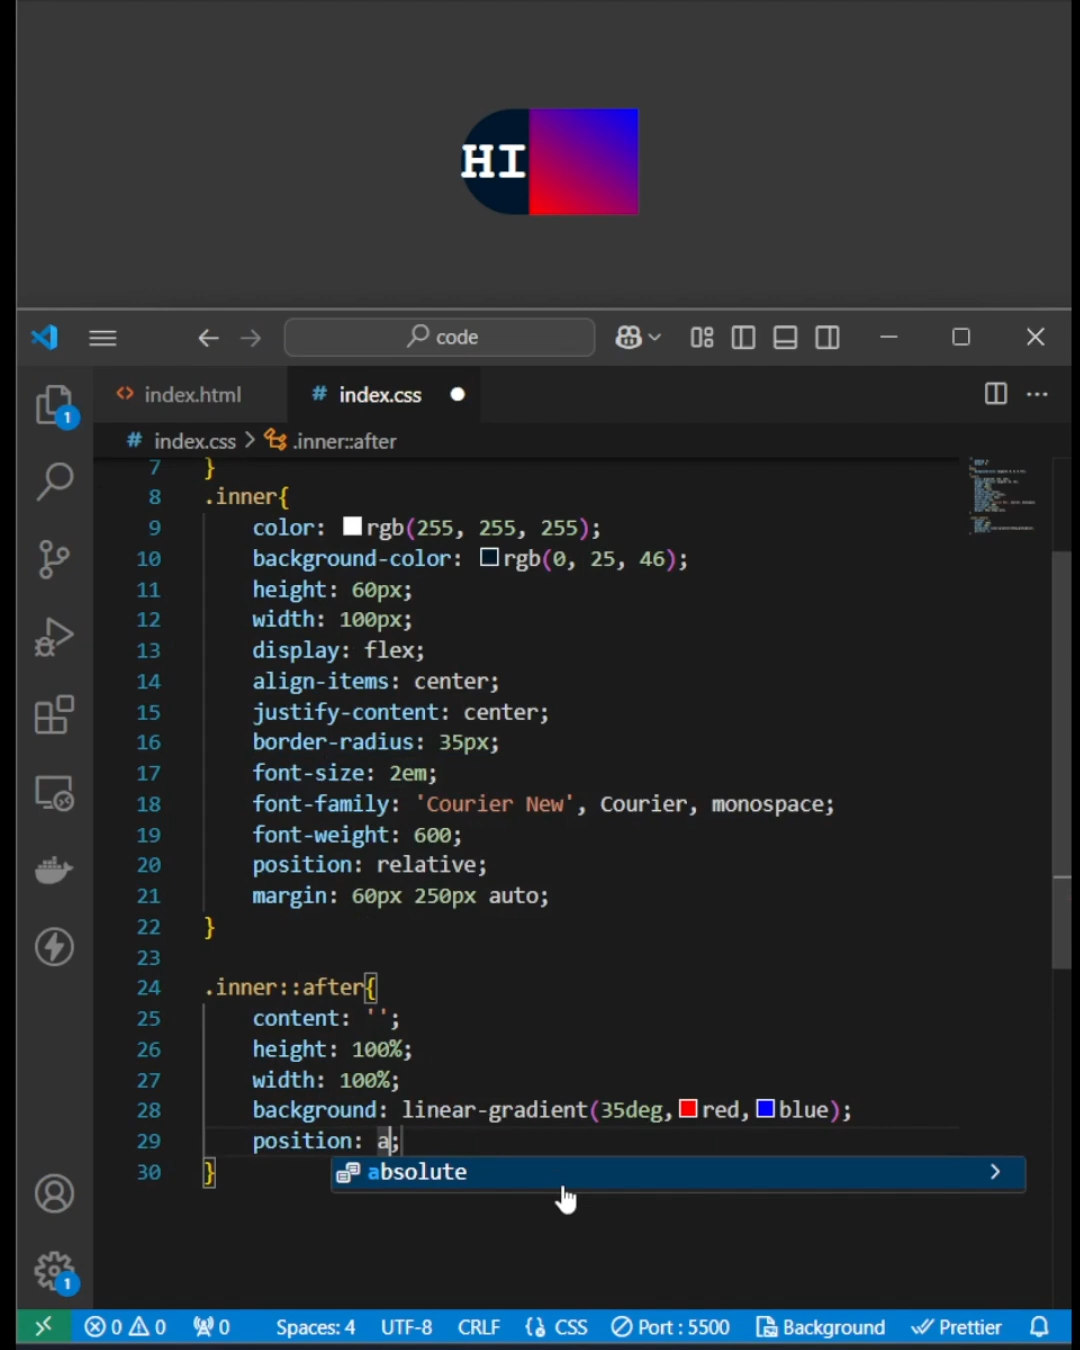 HI
code
index.html
# index.css
1
# index.css > .inner::after
7 }
8 .inner{
9 color: rgb(255, 255, 255);
10 background-color: rgb(0, 25, 46);
11 height: 60px;
12 width: 100px;
13 display: flex;
14 align-items: center;
15 justify-content: center;
16 border-radius: 35px;
17 font-size: 2em;
18 font-family: 'Courier New', Courier, monospace;
19 font-weight: 600;
20 position: relative;
21 margin: 60px 250px auto;
22 }
23
24 .inner::after{
25 content: '';
26 height: 100%;
27 width: 100%;
28 background: linear-gradient(35deg, red, blue);
29 position: a;
30 }
absolute
1
0 0 0 Spaces: 4 UTF-8 CRLF CSS Port : 5500 Background Prettier